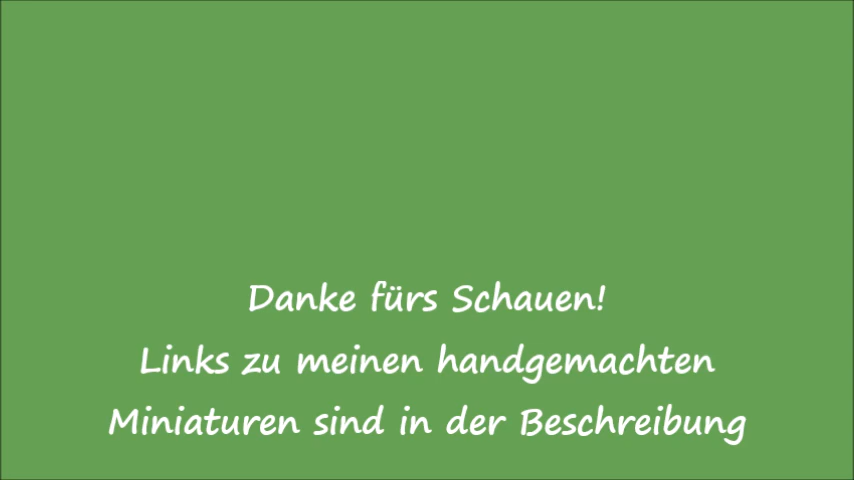 Danke fürs Schauen!
Links zu meinen handgemachten
Miniaturen sind in der Beschreibung